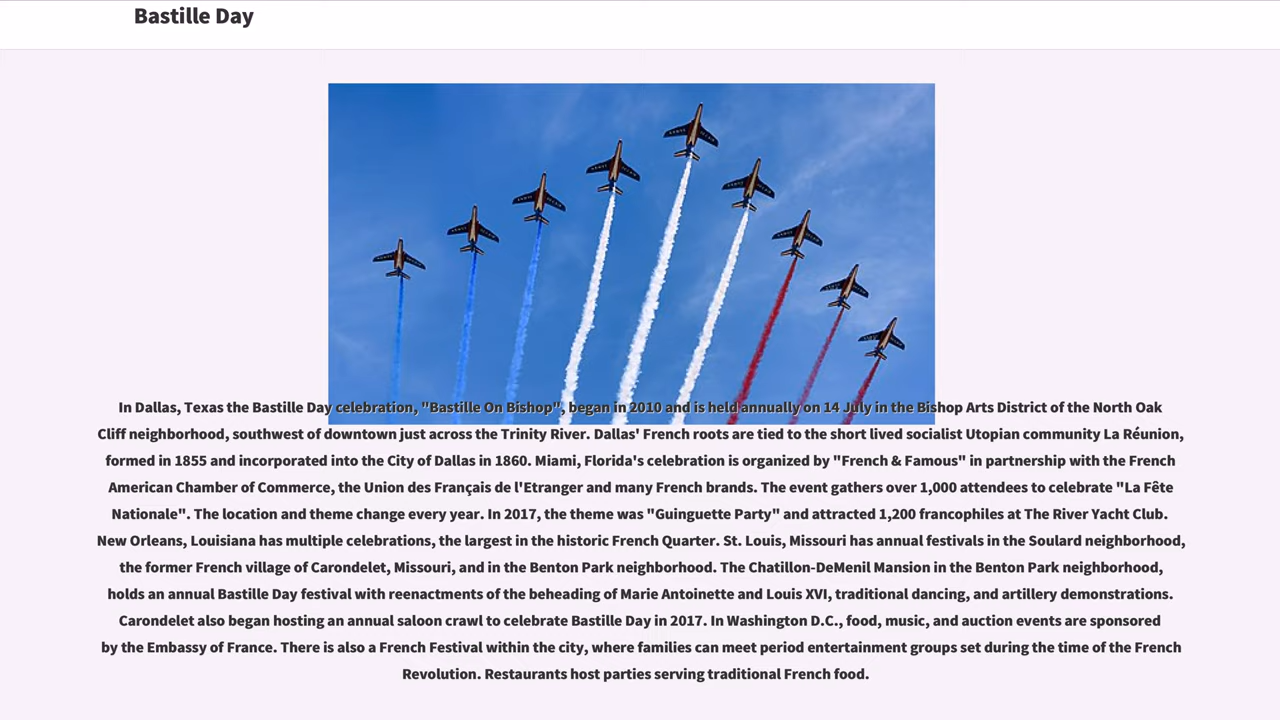 Bastille Day
In Dallas, Texas the Bastille Day celebration, "Bastille On Bishop", began in 2010 and is held annually on 14 July in the Bishop Arts District of the North Oak
Cliff neighborhood, southwest of downtown just across the Trinity River. Dallas' French roots are tied to the short lived socialist Utopian community La Réunion,
formed in 1855 and incorporated into the City of Dallas in 1860. Miami, Florida's celebration is organized by "French & Famous" in partnership with the French
American Chamber of Commerce, the Union des Français de l'Etranger and many French brands. The event gathers over 1,000 attendees to celebrate "La Fête
Nationale". The location and theme change every year. In 2017, the theme was "Guinguette Party" and attracted 1,200 francophiles at The River Yacht Club.
New Orleans, Louisiana has multiple celebrations, the largest in the historic French Quarter. St. Louis, Missouri has annual festivals in the Soulard neighborhood,
the former French village of Carondelet, Missouri, and in the Benton Park neighborhood. The Chatillon-DeMenil Mansion in the Benton Park neighborhood,
holds an annual Bastille Day festival with reenactments of the beheading of Marie Antoinette and Louis XVI, traditional dancing, and artillery demonstrations.
Carondelet also began hosting an annual saloon crawl to celebrate Bastille Day in 2017. In Washington D.C., food, music, and auction events are sponsored
by the Embassy of France. There is also a French Festival within the city, where families can meet period entertainment groups set during the time of the French
Revolution. Restaurants host parties serving traditional French food.